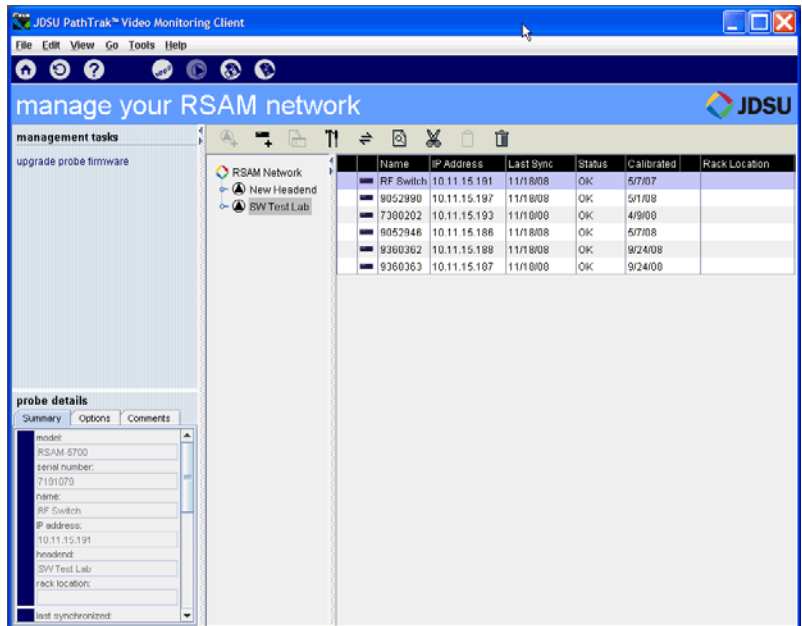 JDSU PathTrak™ Video Monitoring Client
File Edit View Go Tools Help
manage your RSAM network
JDSU
management tasks
upgrade probe firmware
RSAM Network
New Headend
SW Test Lab
Name IP Address Last Sync Status Calibrated Rack Location
RF Switch 10.11.15.191 11/18/08 OK 5/7/07
9052990 10.11.15.197 11/18/08 OK 5/1/08
7380202 10.11.15.193 11/18/08 OK 4/9/08
9052946 10.11.15.186 11/18/08 OK 5/7/08
9360362 10.11.15.188 11/18/08 OK 9/24/08
9360363 10.11.15.187 11/18/08 OK 9/24/08
probe details
Summary Options Comments
model:
RSAM-5700
serial number:
7191079
name:
RF Switch
IP address:
10.11.15.191
headend:
SW Test Lab
rack location:
last synchronized: